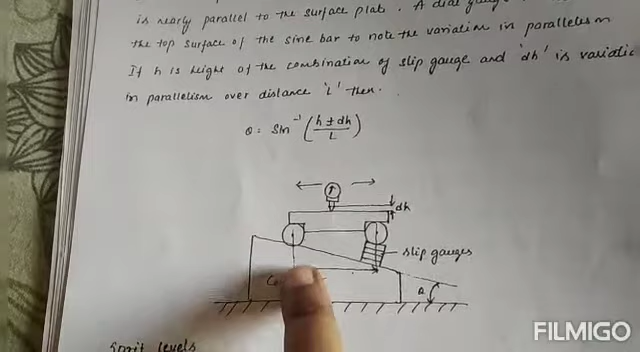 is nearly parallel to the surface plate. A dial gauge
the top surface of the sine bar to note the variation in parallelism
If h is height of the combination of slip gauge and 'dh' is variatio
in parallelism over distance 'L' then.
θ = Sin⁻¹ (h ± dh / L)
dh
slip gauges
θ
Spirit levels
FILMIGO